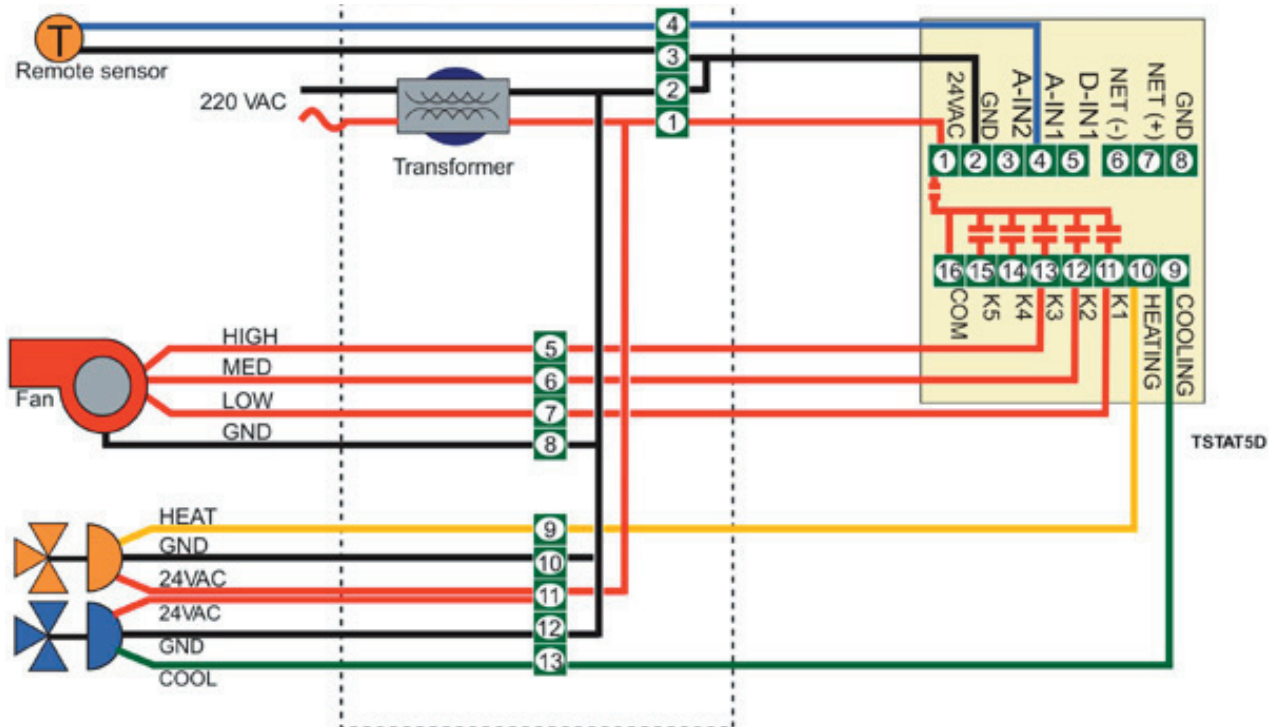 T
Remote sensor
4
3
2
1
220 VAC
Transformer
24VAC
GND
A-IN2
A-IN1
D-IN1
NET (-)
NET (+)
GND
1 2 3 4 5 6 7 8
16 15 14 13 12 11 10 9
COM
K5
K4
K3
K2
K1
HEATING
COOLING
TSTAT5D
Fan
HIGH
MED
LOW
GND
5
6
7
8
HEAT
GND
24VAC
24VAC
GND
COOL
9
10
11
12
13